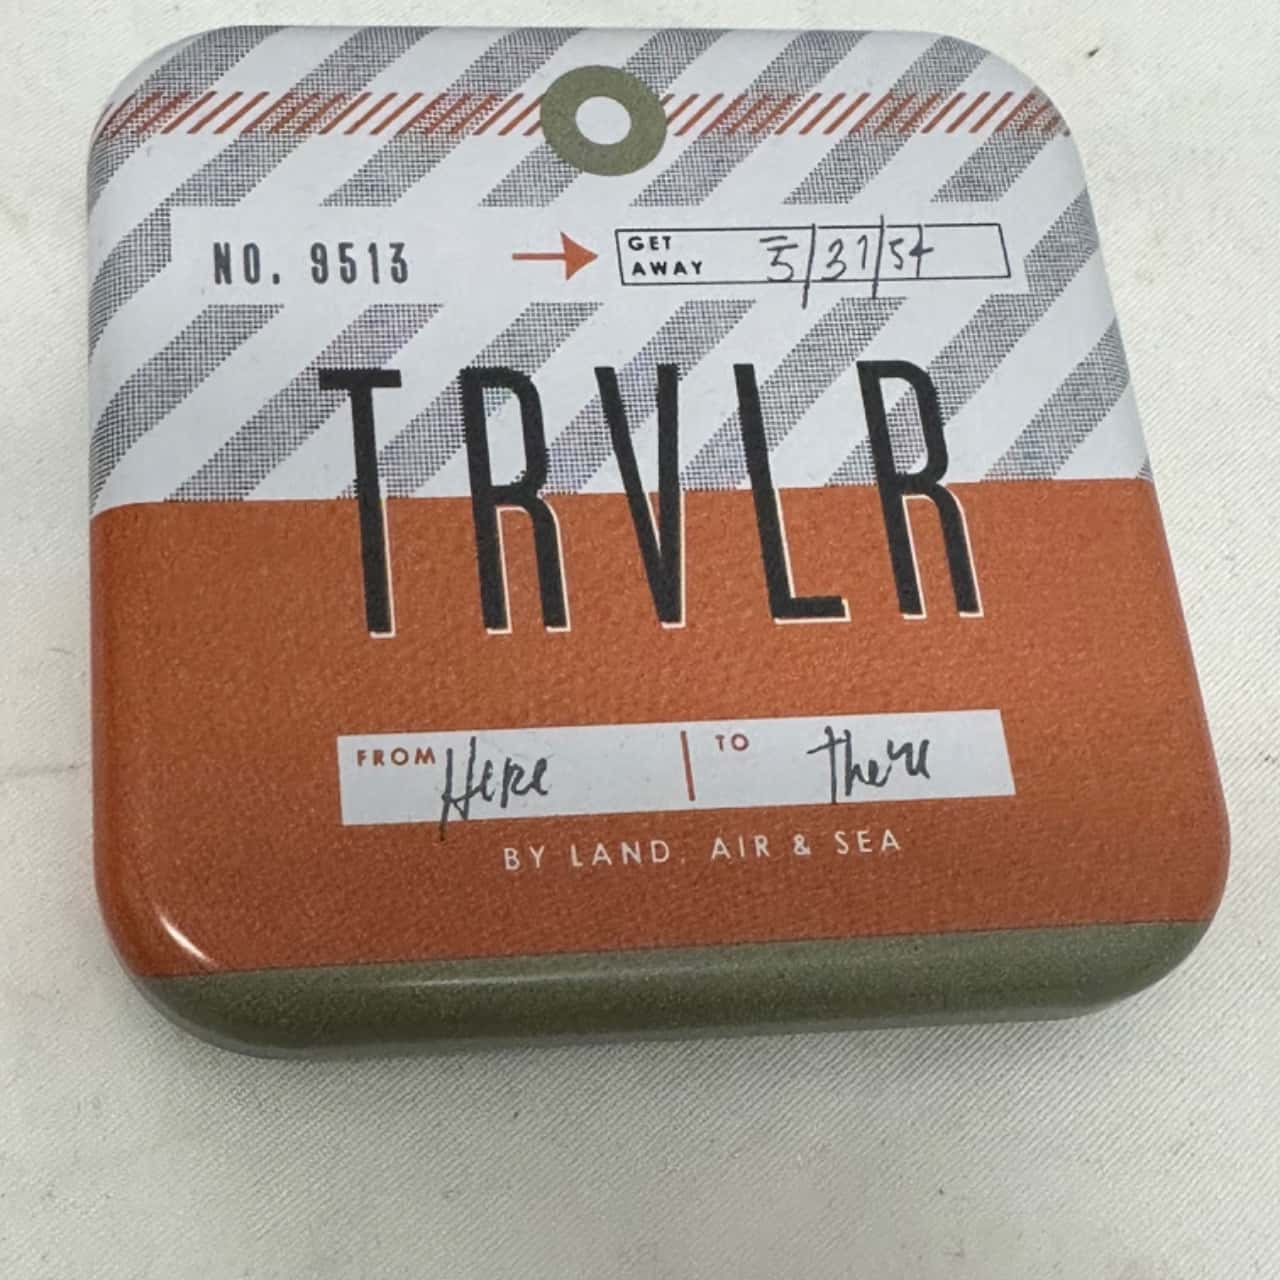 NO. 9513
GET AWAY 5/31/54
TRVLR
FROM Here TO There
BY LAND, AIR & SEA